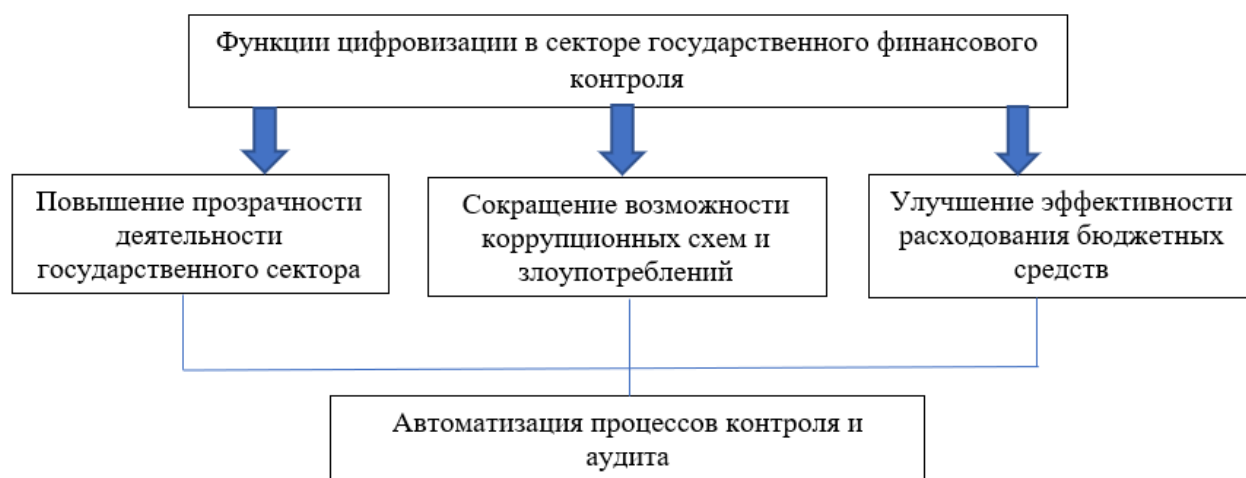 Функции цифровизации в секторе государственного финансового
контроля
Повышение прозрачности
деятельности
государственного сектора
Сокращение возможности
коррупционных схем и
злоупотреблений
Улучшение эффективности
расходования бюджетных
средств
Автоматизация процессов контроля и
аудита